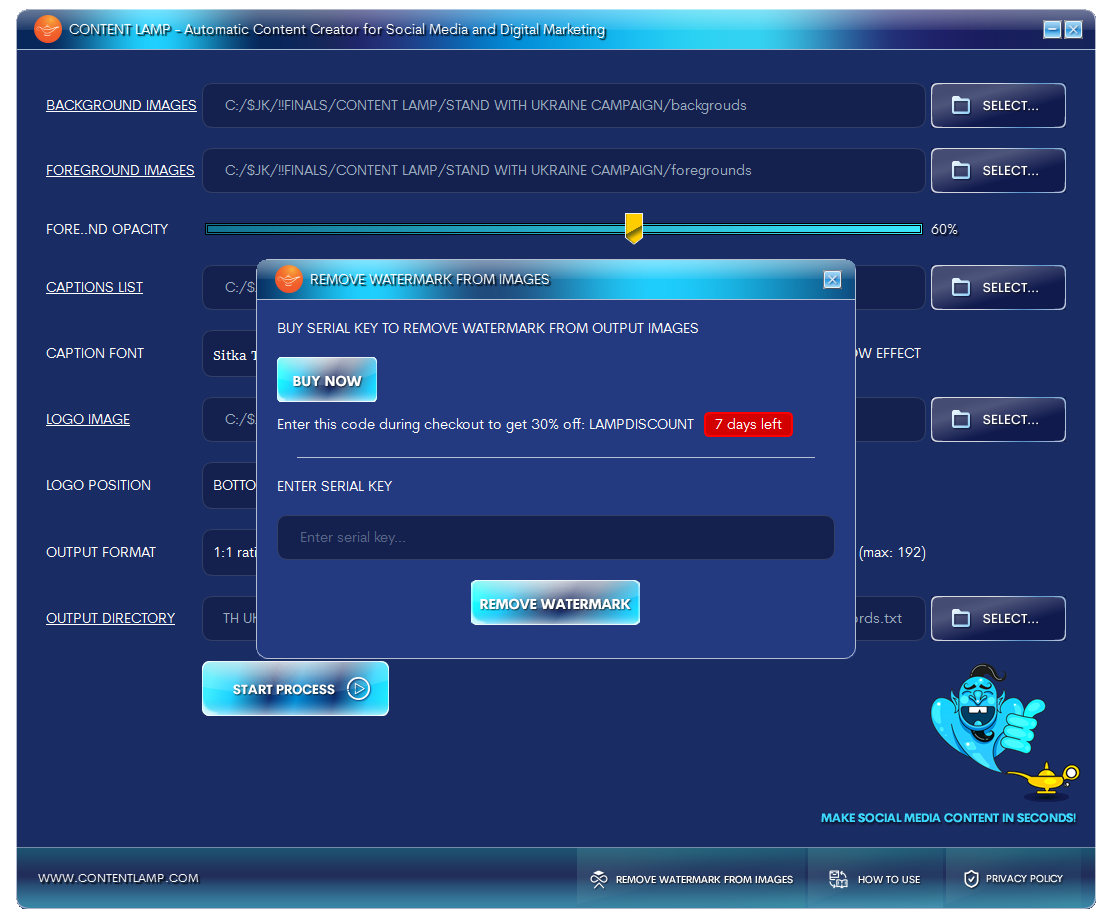 CONTENT LAMP - Automatic Content Creator for Social Media and Digital Marketing
BACKGROUND IMAGES
C:/$JK/!!FINALS/CONTENT LAMP/STAND WITH UKRAINE CAMPAIGN/backgrouds
SELECT...
FOREGROUND IMAGES
C:/$JK/!!FINALS/CONTENT LAMP/STAND WITH UKRAINE CAMPAIGN/foregrounds
SELECT...
FORE..ND OPACITY
60%
CAPTIONS LIST
C:/$
SELECT...
CAPTION FONT
Sitka T
OW EFFECT
LOGO IMAGE
C:/$
SELECT...
LOGO POSITION
BOTTO
OUTPUT FORMAT
1:1 rati
(max: 192)
OUTPUT DIRECTORY
TH UK
rds.txt
SELECT...
REMOVE WATERMARK FROM IMAGES
BUY SERIAL KEY TO REMOVE WATERMARK FROM OUTPUT IMAGES
BUY NOW
Enter this code during checkout to get 30% off: LAMPDISCOUNT 7 days left
ENTER SERIAL KEY
Enter serial key...
REMOVE WATERMARK
START PROCESS
MAKE SOCIAL MEDIA CONTENT IN SECONDS!
WWW.CONTENTLAMP.COM
REMOVE WATERMARK FROM IMAGES
HOW TO USE
PRIVACY POLICY